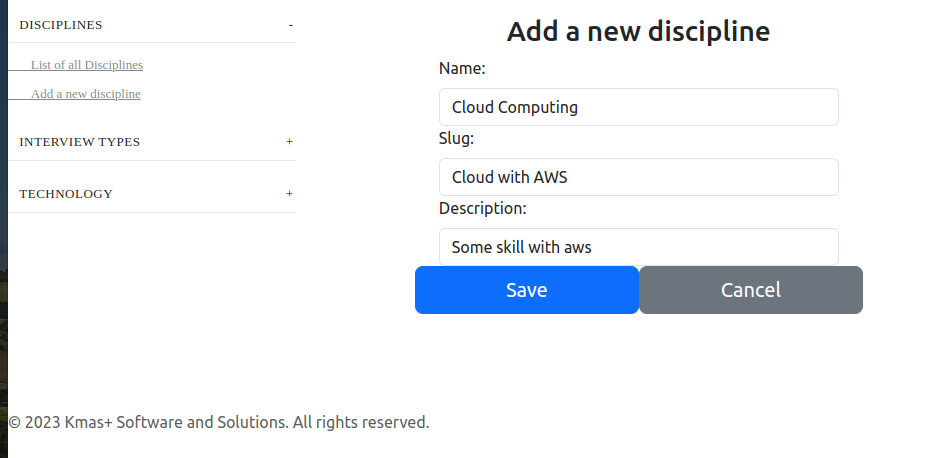 DISCIPLINES -
List of all Disciplines
Add a new discipline
INTERVIEW TYPES +
TECHNOLOGY +
Add a new discipline
Name:
Cloud Computing
Slug:
Cloud with AWS
Description:
Some skill with aws
Save Cancel
© 2023 Kmas+ Software and Solutions. All rights reserved.